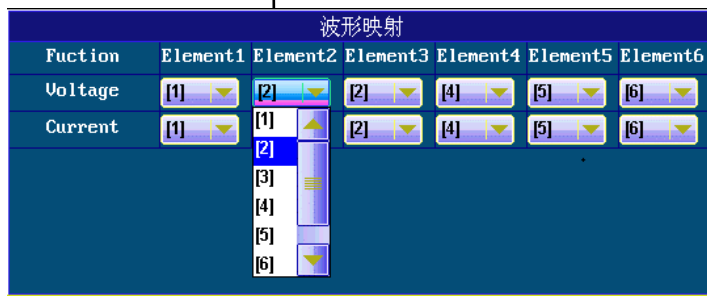 波形映射
Fuction Element1 Element2 Element3 Element4 Element5 Element6
Voltage [1] [2] [2] [4] [5] [6]
Current [1] [2] [4] [5] [6]
[1]
[2]
[3]
[4]
[5]
[6]